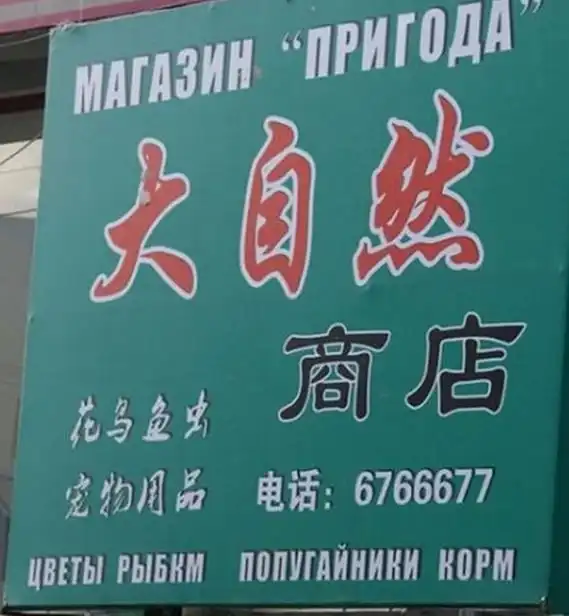 МАГАЗИН "ПРИГОДА"
大自然
商店
花鸟鱼虫
宠物用品 电话: 6766677
ЦВЕТЫ РЫБКМ ПОПУГАЙНИКИ КОРМ